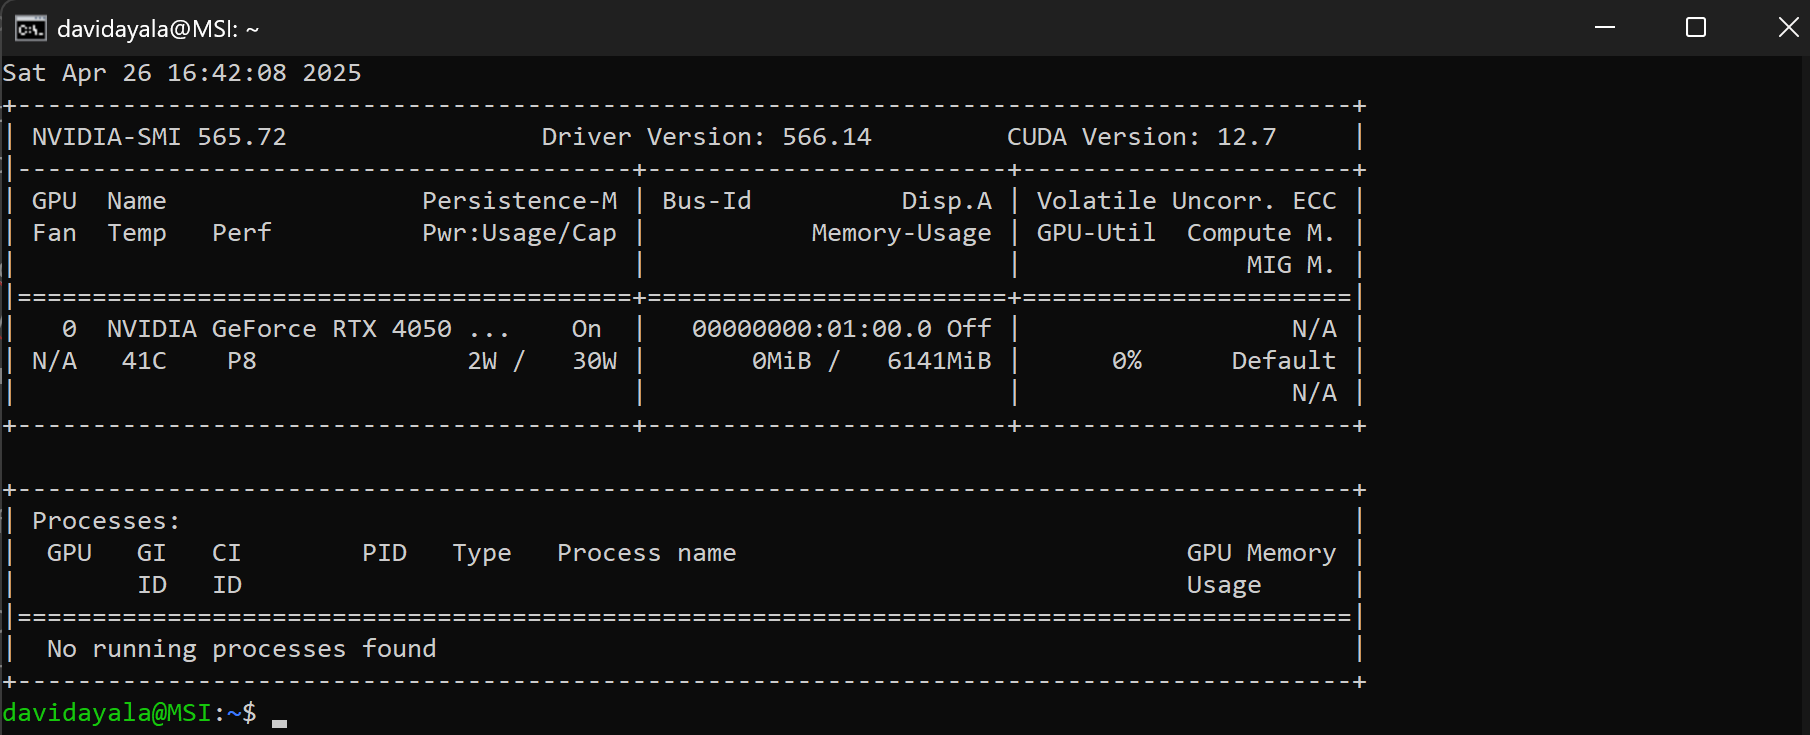 davidayala@MSI: ~
Sat Apr 26 16:42:08 2025
+-----------------------------------------------------------------------------------------+
| NVIDIA-SMI 565.72                 Driver Version: 566.14         CUDA Version: 12.7     |
|-----------------------------------------+------------------------+----------------------+
| GPU  Name                 Persistence-M | Bus-Id          Disp.A | Volatile Uncorr. ECC |
| Fan  Temp   Perf          Pwr:Usage/Cap |           Memory-Usage | GPU-Util  Compute M. |
|                                         |                        |               MIG M. |
|=========================================+========================+======================|
|   0  NVIDIA GeForce RTX 4050 ...    On  |   00000000:01:00.0 Off |                  N/A |
| N/A   41C    P8              2W /   30W |       0MiB /   6141MiB |      0%      Default |
|                                         |                        |                  N/A |
+-----------------------------------------+------------------------+----------------------+
+-----------------------------------------------------------------------------------------+
| Processes:                                                                              |
|  GPU   GI   CI        PID   Type   Process name                              GPU Memory |
|        ID   ID                                                               Usage      |
|=========================================================================================|
|  No running processes found                                                             |
+-----------------------------------------------------------------------------------------+
davidayala@MSI:~$